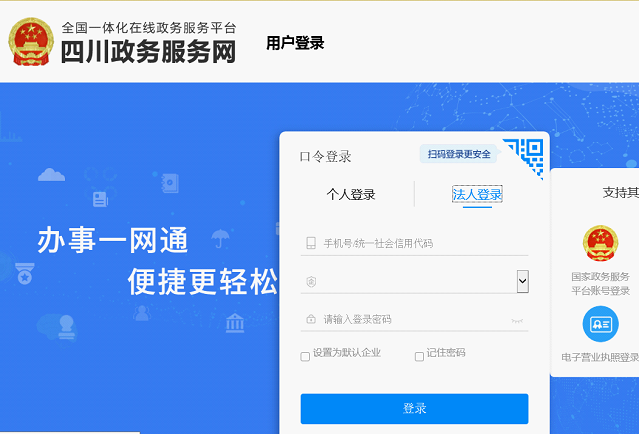 全国一体化在线政务服务平台
四川政务服务网
用户登录
口令登录
扫码登录更安全
个人登录
法人登录
支持其
办事一网通
便捷更轻松
手机号/统一社会信用代码
国家政务服务
平台账号登录
请输入登录密码
设置为默认企业
记住密码
电子营业执照登录
登录